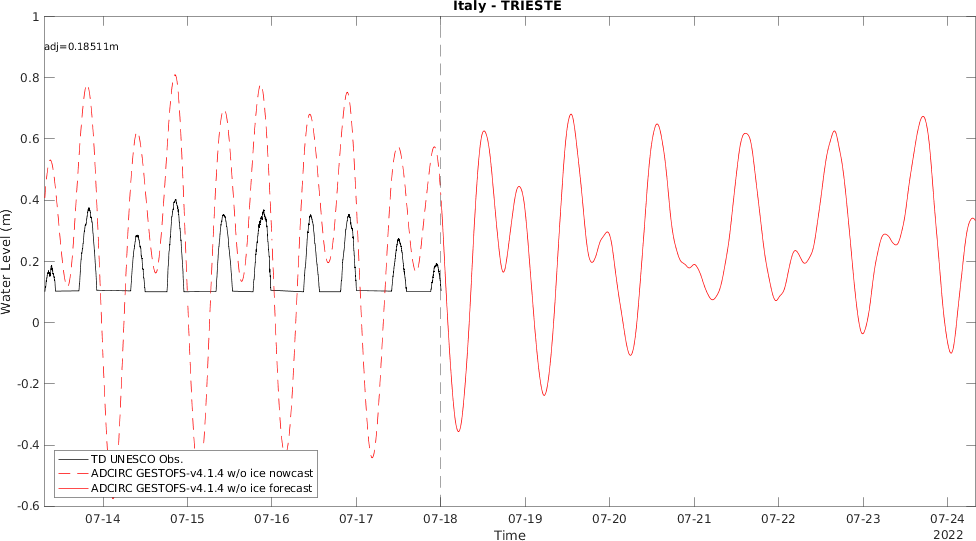 Italy - TRIESTE
adj=0.18511m
1
0.8
0.6
0.4
0.2
0
-0.2
-0.4
-0.6
Water Level (m)
TD UNESCO Obs.
ADCIRC GESTOFS-v4.1.4 w/o ice nowcast
ADCIRC GESTOFS-v4.1.4 w/o ice forecast
07-14 07-15 07-16 07-17 07-18 07-19 07-20 07-21 07-22 07-23 07-24
2022
Time